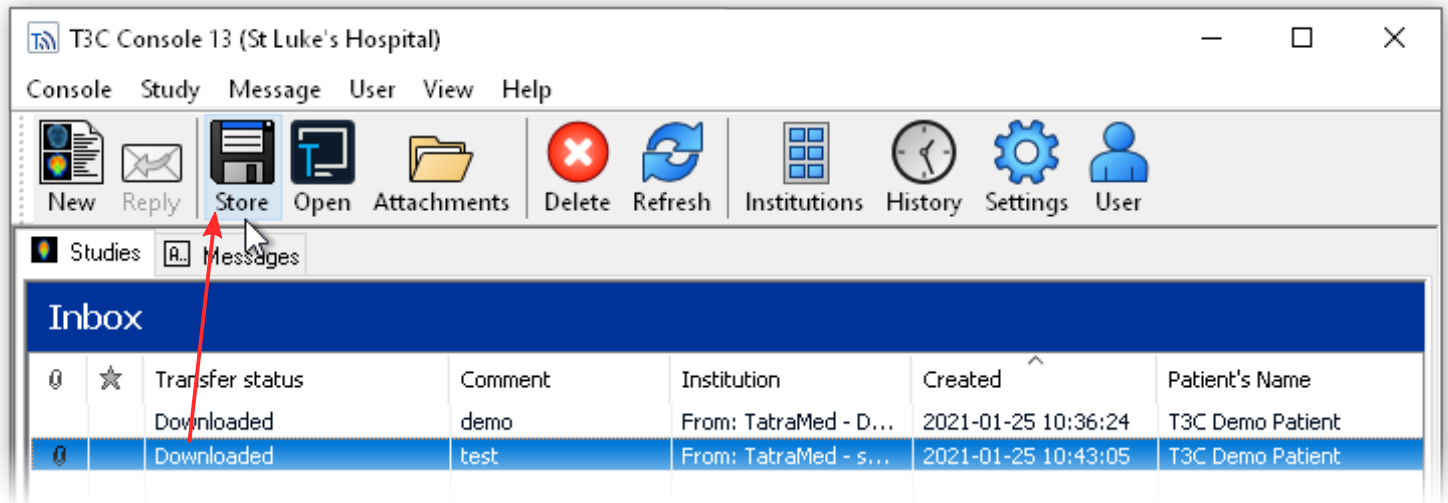 T3C Console 13 (St Luke's Hospital)
Console Study Message User View Help
New Reply Store Open Attachments Delete Refresh Institutions History Settings User
Studies A.. Messages
Inbox
Transfer status Comment Institution Created Patient's Name
Downloaded demo From: TatraMed - D... 2021-01-25 10:36:24 T3C Demo Patient
Downloaded test From: TatraMed - s... 2021-01-25 10:43:05 T3C Demo Patient